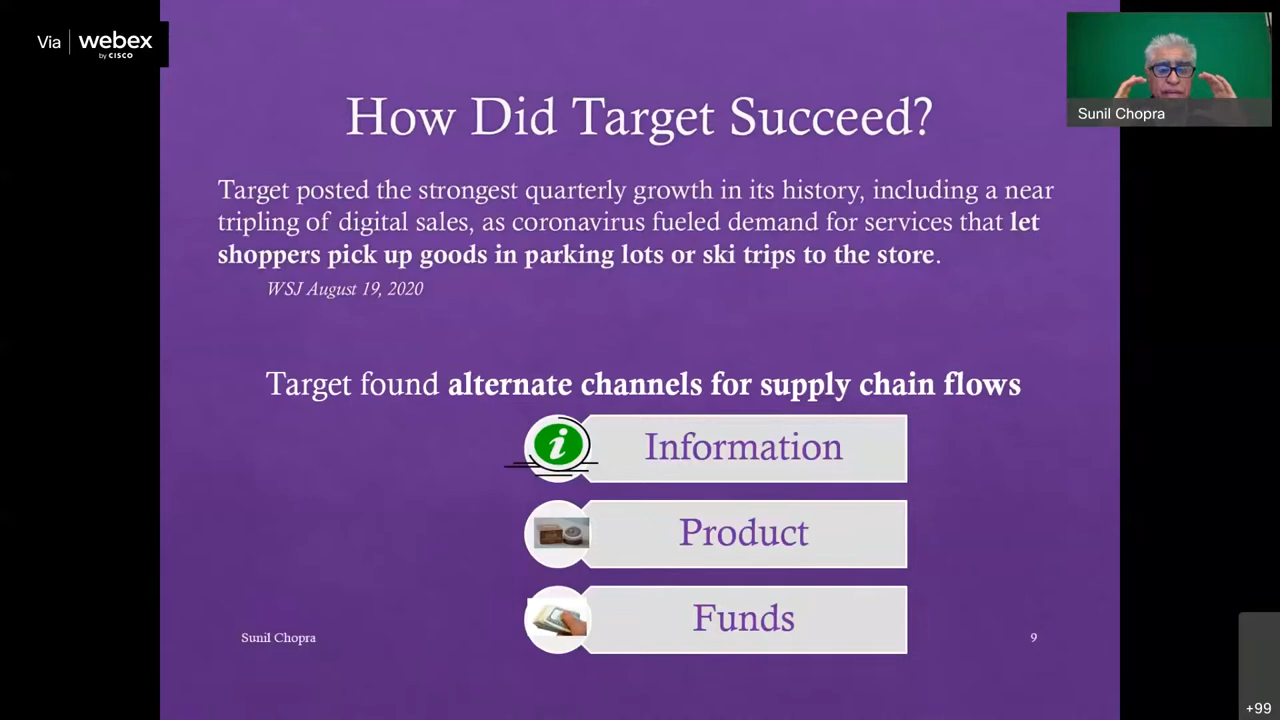 Via webex
by CISCO
Sunil Chopra
How Did Target Succeed?
Target posted the strongest quarterly growth in its history, including a near
tripling of digital sales, as coronavirus fueled demand for services that let
shoppers pick up goods in parking lots or ski trips to the store.
WSJ August 19, 2020
Target found alternate channels for supply chain flows
i
Information
Product
Funds
Sunil Chopra
9
+99